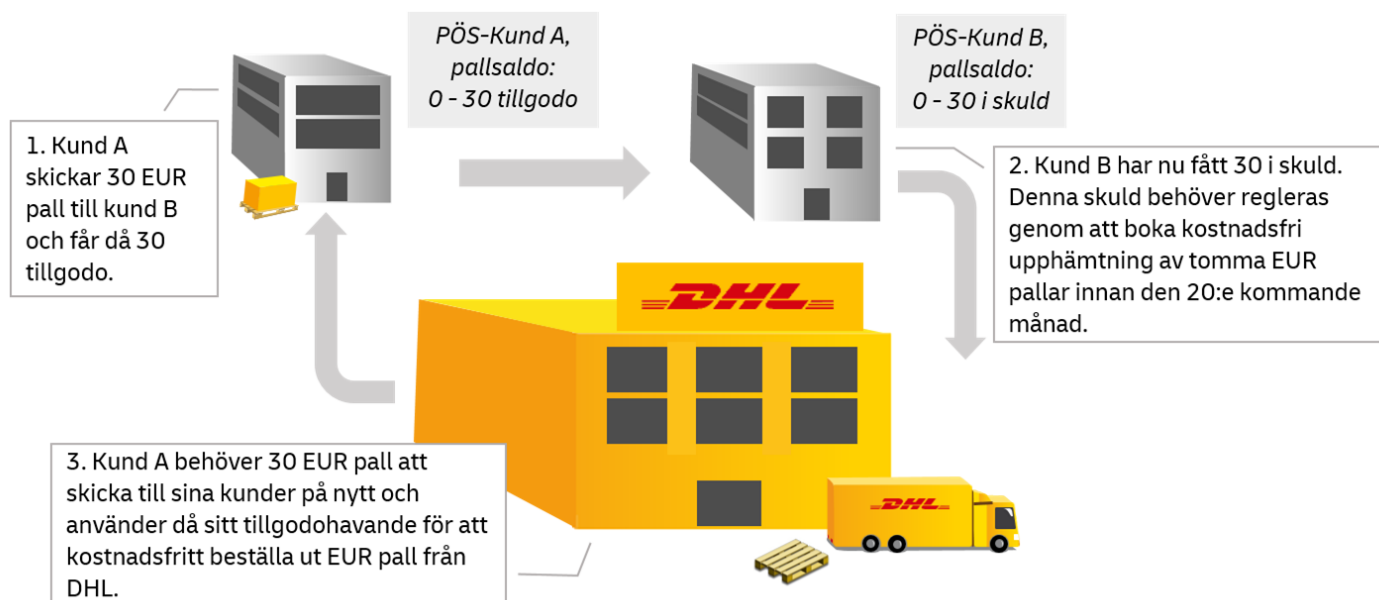 PÖS-Kund A,
pallsaldo:
0 - 30 tillgodo
PÖS-Kund B,
pallsaldo:
0 - 30 i skuld
1. Kund A
skickar 30 EUR
pall till kund B
och får då 30
tillgodo.
2. Kund B har nu fått 30 i skuld.
Denna skuld behöver regleras
genom att boka kostnadsfri
upphämtning av tomma EUR
pallar innan den 20:e kommande
månad.
DHL
3. Kund A behöver 30 EUR pall att
skicka till sina kunder på nytt och
använder då sitt tillgodohavande för att
kostnadsfritt beställa ut EUR pall från
DHL.
DHL